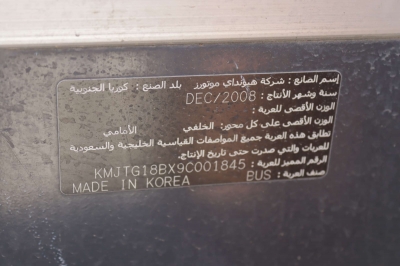 إسم الصانع : شركة هيونداي موتورز بلد الصنع : كوريا الجنوبية
سنة وشهر الأنتاج : DEC/2008
الوزن الأقصى للعربة :
الوزن الأقصى على كل محور: الخلفي الأمامي
تطابق هذه العربة جميع المواصفات القياسية الخليجية والسعودية
للعربات والتي صدرت حتى تاريخ الإنتاج.
الرقم المميز للعربة : KMJTG18BX9C001845
صنف العربة : BUS MADE IN KOREA